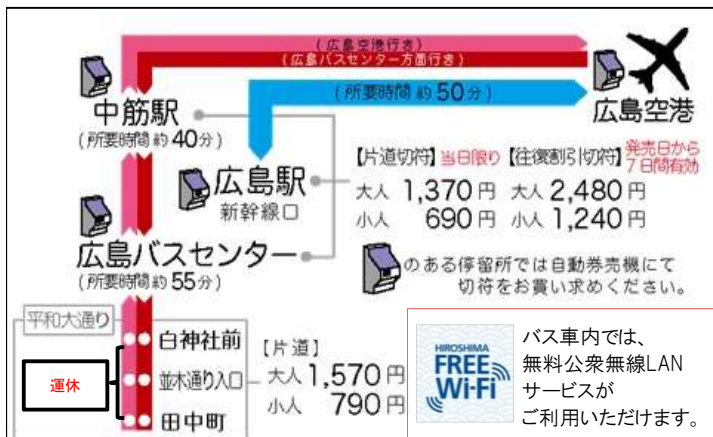 (広島空港行き)
(広島バスセンター方面行き)
(所要時間 約50分)
中筋駅
(所要時間 約40分)
広島空港
【片道切符】当日限り
大人 1,370円
小人 690円
【往復割引切符】発売日から
7日間有効
大人 2,480円
小人 1,240円
広島駅
新幹線口
広島バスセンター
(所要時間 約55分)
のある停留所では自動券売機にて
切符をお買い求めください。
平和大通り
白神社前
並木通り入口
田中町
運休
【片道】
大人 1,570円
小人 790円
HIROSHIMA
FREE
Wi-Fi
バス車内では、
無料公衆無線LAN
サービスが
ご利用いただけます。